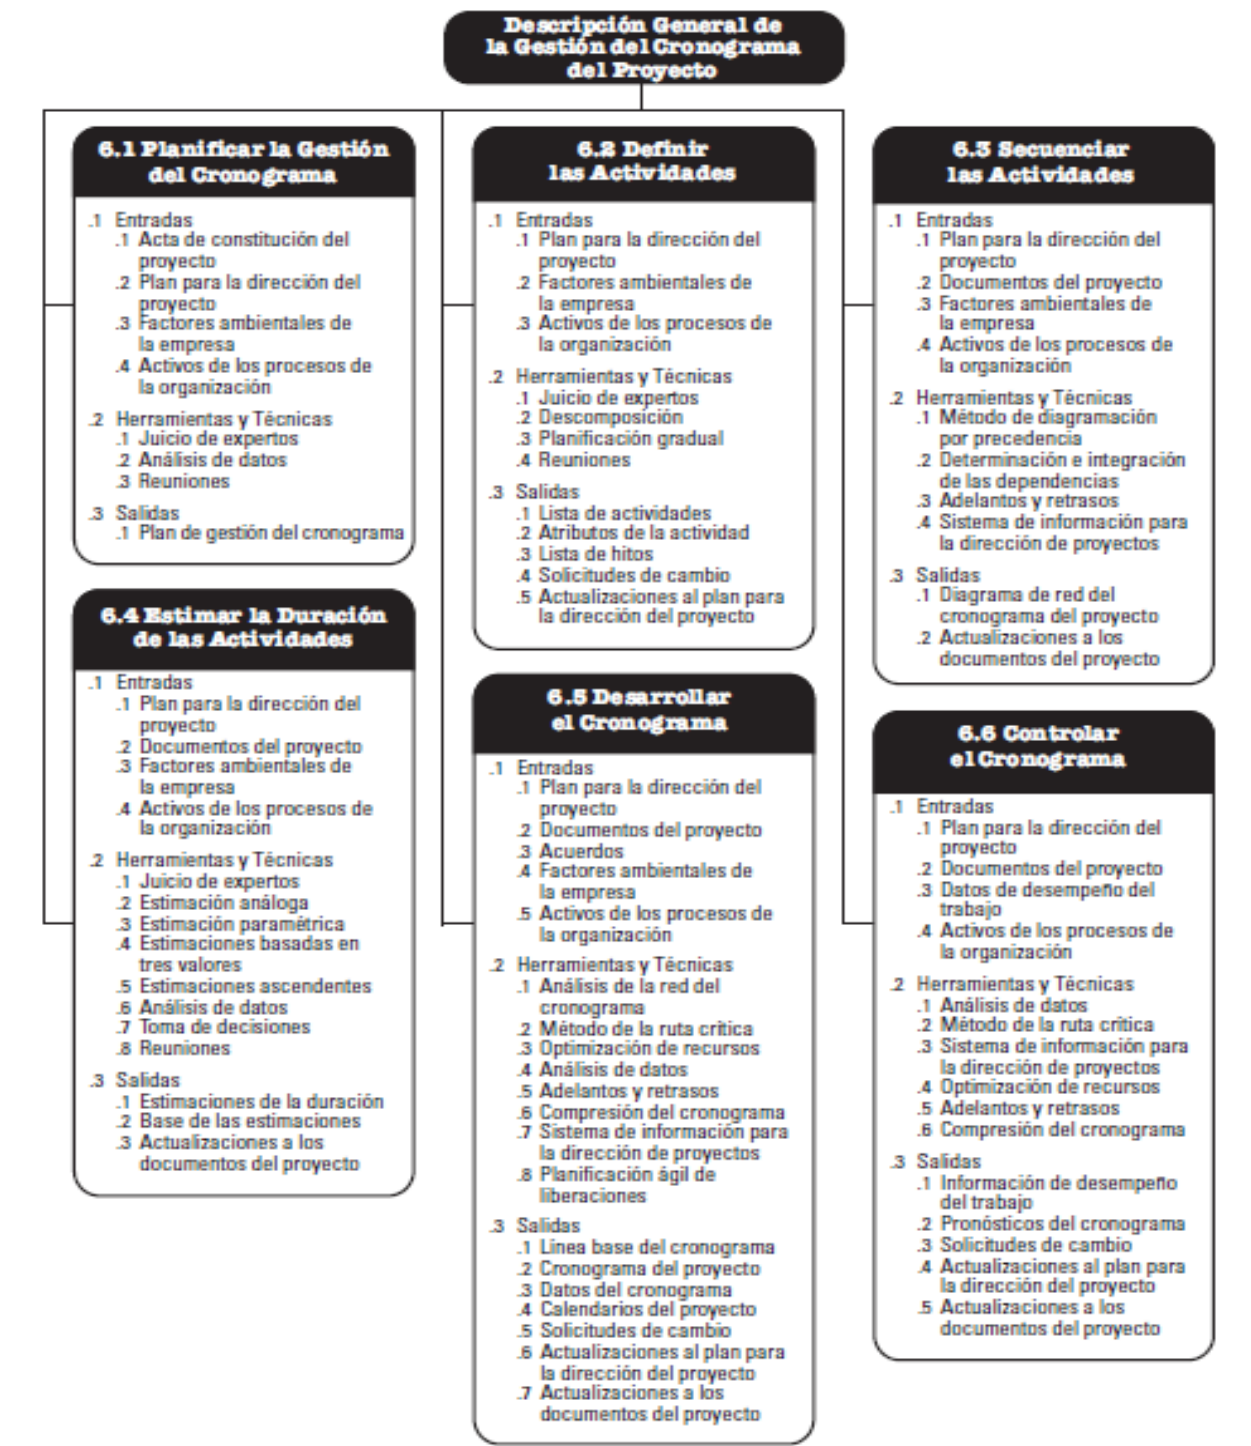 Descripción General de
la Gestión del Cronograma
del Proyecto
6.1 Planificar la Gestión
del Cronograma
.1 Entradas
.1 Acta de constitución del
proyecto
.2 Plan para la dirección del
proyecto
.3 Factores ambientales de
la empresa
.4 Activos de los procesos de
la organización
.2 Herramientas y Técnicas
.1 Juicio de expertos
.2 Análisis de datos
.3 Reuniones
.3 Salidas
.1 Plan de gestión del cronograma
6.2 Definir
las Actividades
.1 Entradas
.1 Plan para la dirección del
proyecto
.2 Factores ambientales de
la empresa
.3 Activos de los procesos de
la organización
.2 Herramientas y Técnicas
.1 Juicio de expertos
.2 Descomposición
.3 Planificación gradual
.4 Reuniones
.3 Salidas
.1 Lista de actividades
.2 Atributos de la actividad
.3 Lista de hitos
.4 Solicitudes de cambio
.5 Actualizaciones al plan para
la dirección del proyecto
6.3 Secuenciar
las Actividades
.1 Entradas
.1 Plan para la dirección del
proyecto
.2 Documentos del proyecto
.3 Factores ambientales de
la empresa
.4 Activos de los procesos de
la organización
.2 Herramientas y Técnicas
.1 Método de diagramación
por precedencia
.2 Determinación e integración
de las dependencias
.3 Adelantos y retrasos
.4 Sistema de información para
la dirección de proyectos
.3 Salidas
.1 Diagrama de red del
cronograma del proyecto
.2 Actualizaciones a los
documentos del proyecto
6.4 Estimar la Duración
de las Actividades
.1 Entradas
.1 Plan para la dirección del
proyecto
.2 Documentos del proyecto
.3 Factores ambientales de
la empresa
.4 Activos de los procesos de
la organización
.2 Herramientas y Técnicas
.1 Juicio de expertos
.2 Estimación análoga
.3 Estimación paramétrica
.4 Estimaciones basadas en
tres valores
.5 Estimaciones ascendentes
.6 Análisis de datos
.7 Toma de decisiones
.8 Reuniones
.3 Salidas
.1 Estimaciones de la duración
.2 Base de las estimaciones
.3 Actualizaciones a los
documentos del proyecto
6.5 Desarrollar
el Cronograma
.1 Entradas
.1 Plan para la dirección del
proyecto
.2 Documentos del proyecto
.3 Acuerdos
.4 Factores ambientales de
la empresa
.5 Activos de los procesos de
la organización
.2 Herramientas y Técnicas
.1 Análisis de la red del
cronograma
.2 Método de la ruta crítica
.3 Optimización de recursos
.4 Análisis de datos
.5 Adelantos y retrasos
.6 Compresión del cronograma
.7 Sistema de información para
la dirección de proyectos
.8 Planificación ágil de
liberaciones
.3 Salidas
.1 Línea base del cronograma
.2 Cronograma del proyecto
.3 Datos del cronograma
.4 Calendarios del proyecto
.5 Solicitudes de cambio
.6 Actualizaciones al plan para
la dirección del proyecto
.7 Actualizaciones a los
documentos del proyecto
6.6 Controlar
el Cronograma
.1 Entradas
.1 Plan para la dirección del
proyecto
.2 Documentos del proyecto
.3 Datos de desempeño del
trabajo
.4 Activos de los procesos de
la organización
.2 Herramientas y Técnicas
.1 Análisis de datos
.2 Método de la ruta crítica
.3 Sistema de información para
la dirección de proyectos
.4 Optimización de recursos
.5 Adelantos y retrasos
.6 Compresión del cronograma
.3 Salidas
.1 Información de desempeño
del trabajo
.2 Pronósticos del cronograma
.3 Solicitudes de cambio
.4 Actualizaciones al plan para
la dirección del proyecto
.5 Actualizaciones a los
documentos del proyecto